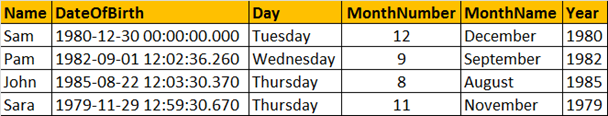 Name DateOfBirth Day MonthNumber MonthName Year
Sam 1980-12-30 00:00:00.000 Tuesday 12 December 1980
Pam 1982-09-01 12:02:36.260 Wednesday 9 September 1982
John 1985-08-22 12:03:30.370 Thursday 8 August 1985
Sara 1979-11-29 12:59:30.670 Thursday 11 November 1979